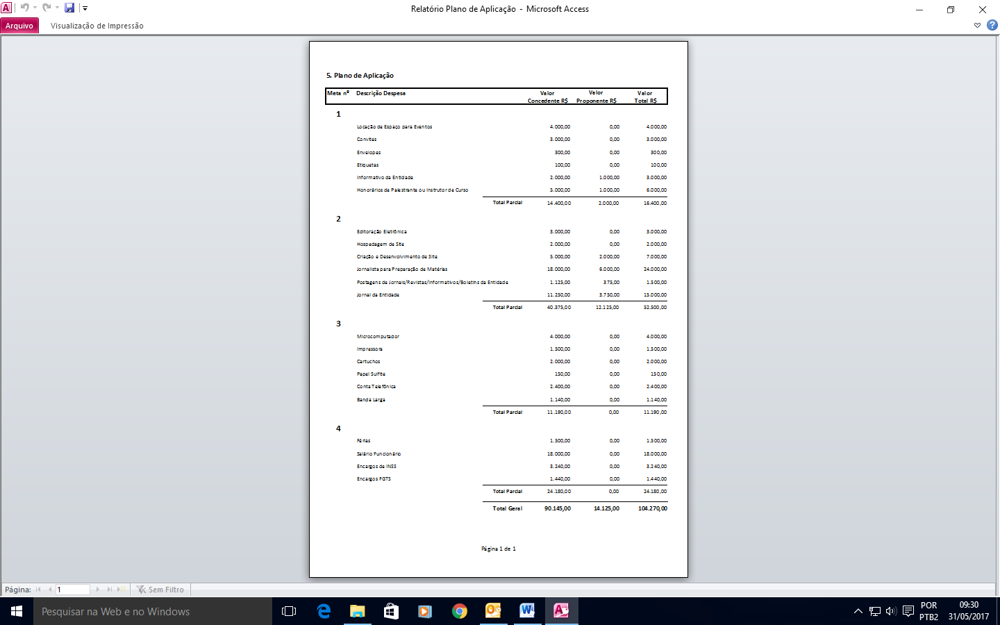 Relatório Plano de Aplicação - Microsoft Access
Arquivo Visualização de Impressão
5. Plano de Aplicação
Meta nº Descrição Despesa Valor Concedente R$ Valor Proponente R$ Valor Total R$
1
Locação de Espaço para Eventos 4.000,00 0,00 4.000,00
Convites 3.000,00 0,00 3.000,00
Envelopes 300,00 0,00 300,00
Etiquetas 100,00 0,00 100,00
Informativo da Entidade 2.000,00 1.000,00 3.000,00
Honorários de Palestrante ou Instrutor de Curso 5.000,00 1.000,00 6.000,00
Total Parcial 14.400,00 2.000,00 16.400,00
2
Editoração Eletrônica 3.000,00 0,00 3.000,00
Hospedagem de Site 2.000,00 0,00 2.000,00
Criação e Desenvolvimento de Site 5.000,00 2.000,00 7.000,00
Jornalista para Preparação de Matérias 18.000,00 6.000,00 24.000,00
Postagens de Jornais/Revistas/Informativos/Boletins da Entidade 1.125,00 375,00 1.500,00
Jornal da Entidade 11.250,00 3.750,00 15.000,00
Total Parcial 40.375,00 12.125,00 52.500,00
3
Microcomputador 4.000,00 0,00 4.000,00
Impressora 1.500,00 0,00 1.500,00
Cartuchos 2.000,00 0,00 2.000,00
Papel Sulfite 150,00 0,00 150,00
Conta Telefônica 2.400,00 0,00 2.400,00
Banda Larga 1.140,00 0,00 1.140,00
Total Parcial 11.190,00 0,00 11.190,00
4
Férias 1.500,00 0,00 1.500,00
Salário Funcionário 18.000,00 0,00 18.000,00
Encargos de INSS 3.240,00 0,00 3.240,00
Encargos FGTS 1.440,00 0,00 1.440,00
Total Parcial 24.180,00 0,00 24.180,00
Total Geral 90.145,00 14.125,00 104.270,00
Página 1 de 1
Página: 1 Sem Filtro
Pesquisar na Web e no Windows
POR 09:30
PTB2 31/05/2017